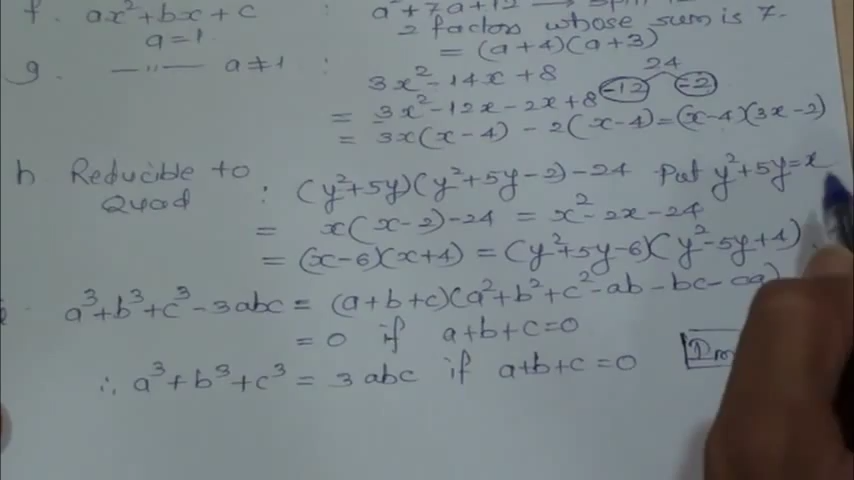 f. ax²+bx+c : a²+7a+12 → split
a=1 2 factors whose sum is 7.
= (a+4)(a+3)
g. —〃— a≠1 : 3x²-14x+8 24
= 3x²-12x-2x+8 -12 -2
= 3x(x-4) - 2(x-4)=(x-4)(3x-2)
h Reducible to : (y²+5y)(y²+5y-2)-24 Put y²+5y=x
Quad = x(x-2)-24 = x²-2x-24
= (x-6)(x+4) = (y²+5y-6)(y²-5y+4)
a³+b³+c³-3abc = (a+b+c)(a²+b²+c²-ab-bc-ca)
= 0 if a+b+c=0
∴ a³+b³+c³ = 3abc if a+b+c=0